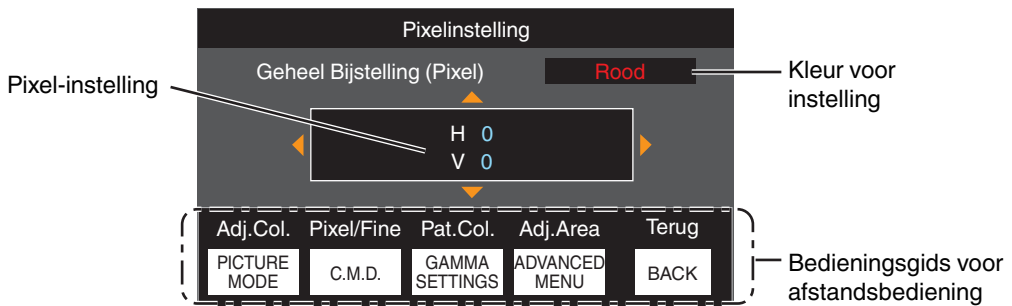 Pixelinstelling
Geheel Bijstelling (Pixel) Rood
Kleur voor
instelling
Pixel-instelling
H 0
V 0
Adj.Col. Pixel/Fine Pat.Col. Adj.Area Terug
PICTURE
MODE
C.M.D.
GAMMA
SETTINGS
ADVANCED
MENU
BACK
Bedieningsgids voor
afstandsbediening